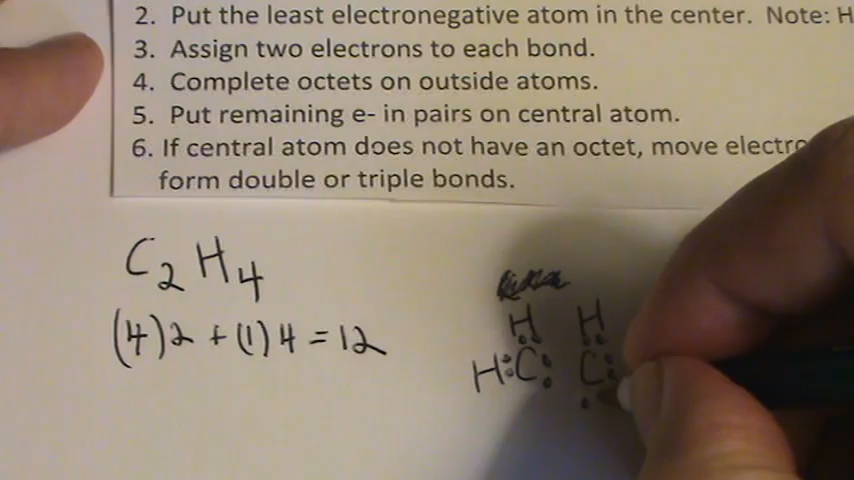 2. Put the least electronegative atom in the center. Note: H
3. Assign two electrons to each bond.
4. Complete octets on outside atoms.
5. Put remaining e- in pairs on central atom.
6. If central atom does not have an octet, move electro
form double or triple bonds.
C2H4
(4)2 + (1)4 = 12
H H
H:C: C: